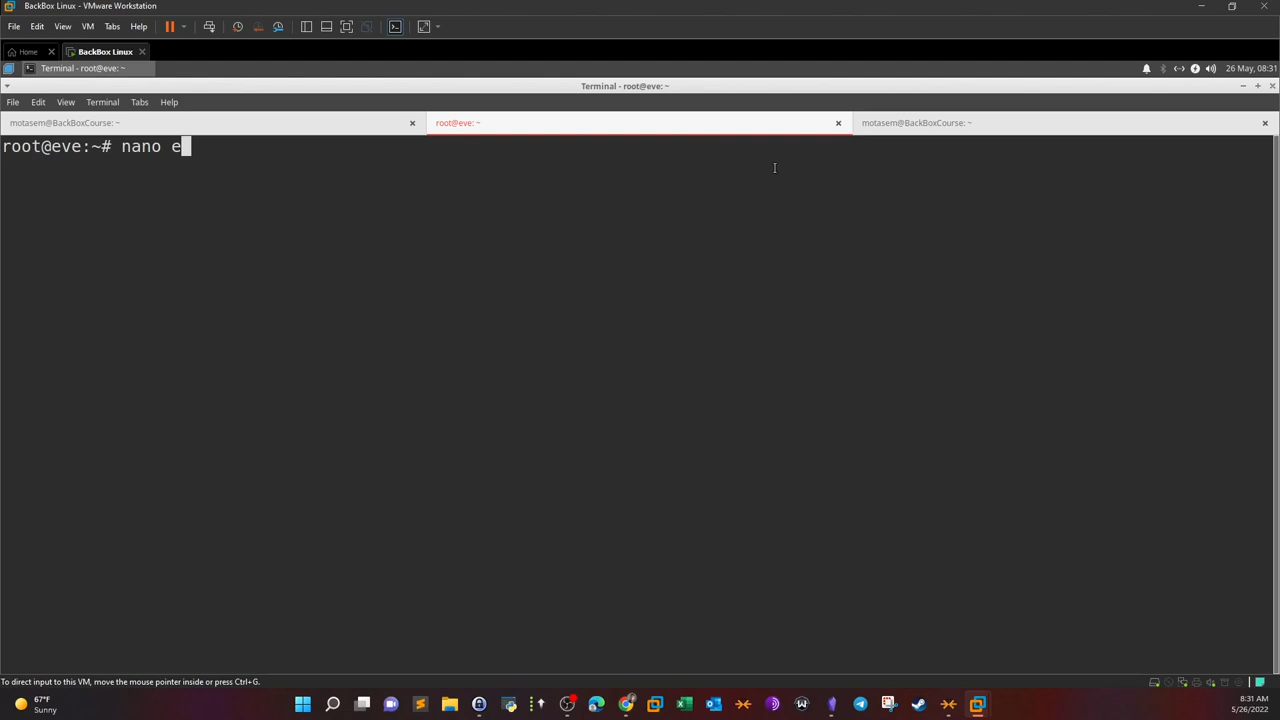 BackBox Linux - VMware Workstation
File Edit View VM Tabs Help
Home BackBox Linux
Terminal - root@eve: ~ 26 May, 08:31
Terminal - root@eve: ~
File Edit View Terminal Tabs Help
motasem@BackBoxCourse: ~ root@eve: ~ motasem@BackBoxCourse: ~
root@eve:~# nano e
To direct input to this VM, move the mouse pointer inside or press Ctrl+G.
67°F 8:31 AM
Sunny 5/26/2022